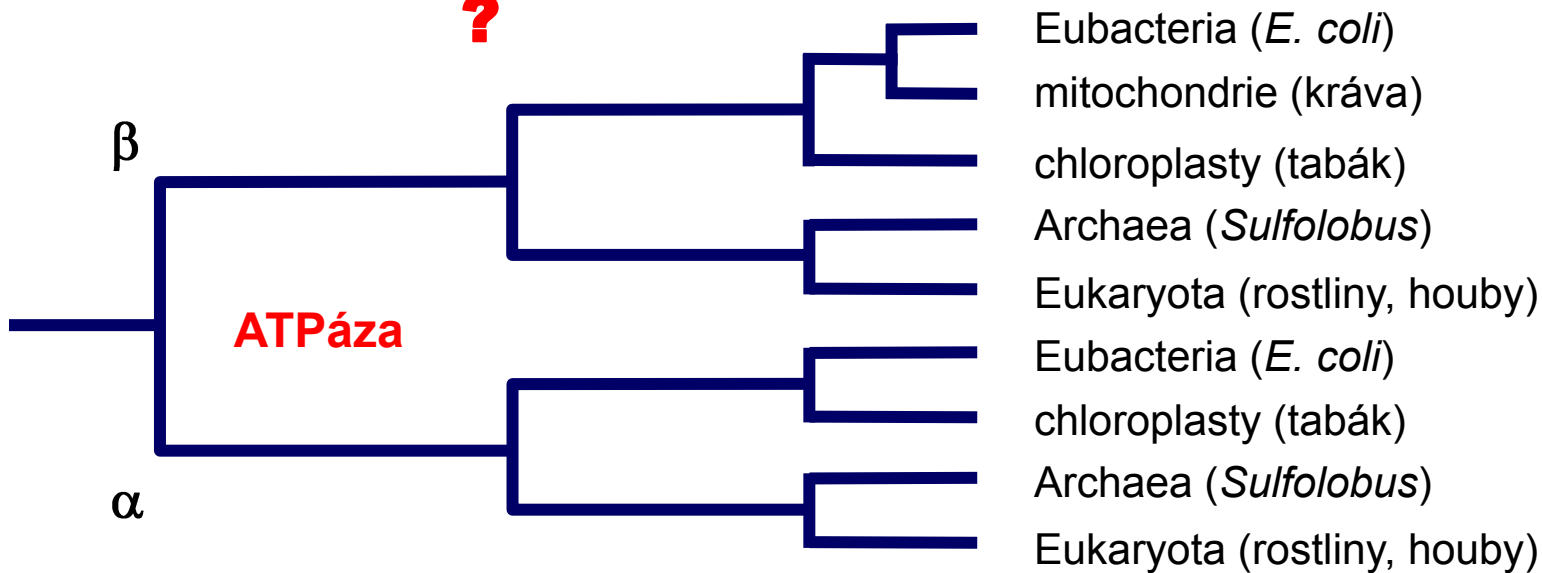 ?
Eubacteria (E. coli)
mitochondrie (kráva)
β
chloroplasty (tabák)
Archaea (Sulfolobus)
Eukaryota (rostliny, houby)
ATPáza
Eubacteria (E. coli)
chloroplasty (tabák)
Archaea (Sulfolobus)
α
Eukaryota (rostliny, houby)